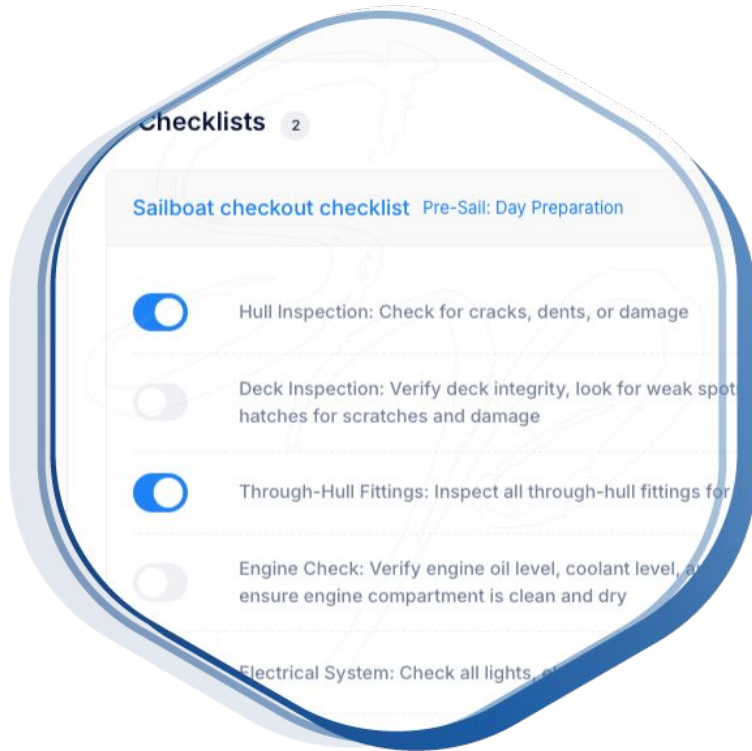 Checklists 2
Sailboat checkout checklist Pre-Sail: Day Preparation
Hull Inspection: Check for cracks, dents, or damage
Deck Inspection: Verify deck integrity, look for weak
hatches for scratches and damage
Through-Hull Fittings: Inspect all through-hull fittings for
Engine Check: Verify engine oil level, coolant level,
ensure engine compartment is clean and dry
Electrical System: Check all lights,